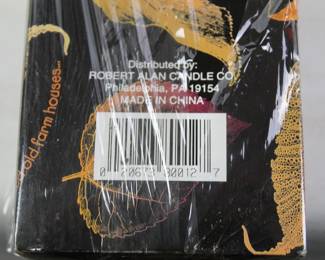 Distributed by:
ROBERT ALAN CANDLE CO.
Philadelphia, PA 19154
MADE IN CHINA
old farm houses...